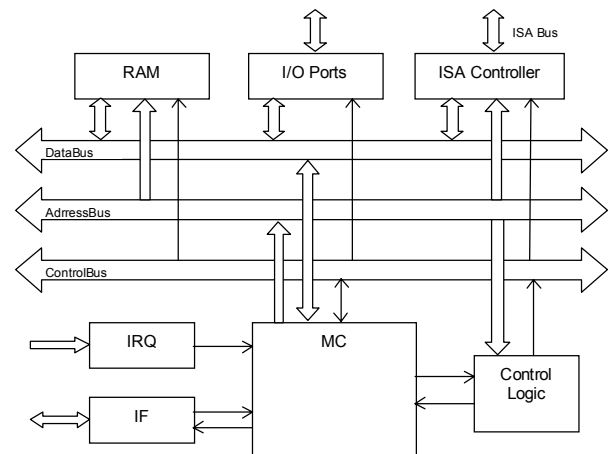 ISA Bus
RAM
I/O Ports
ISA Controller
DataBus
AdrressBus
ControlBus
IRQ
MC
IF
Control
Logic